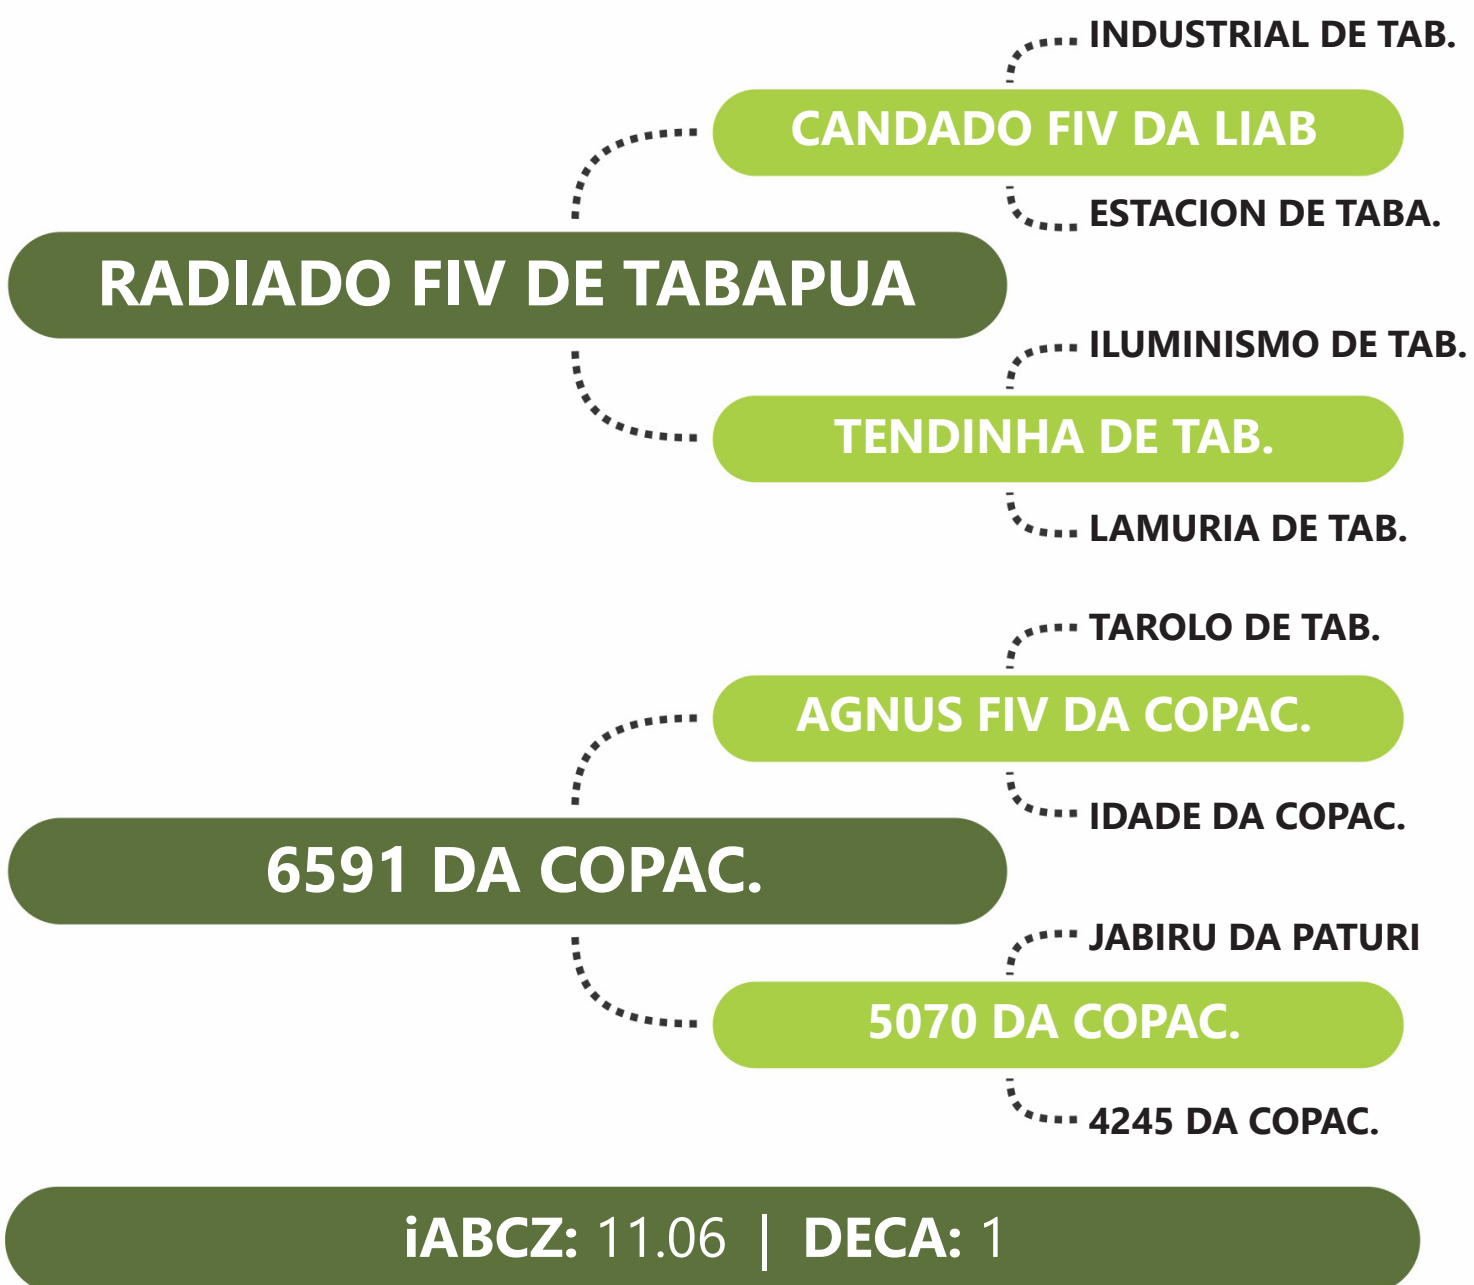 INDUSTRIAL DE TAB.
CANDADO FIV DA LIAB
ESTACION DE TABA.
RADIADO FIV DE TABAPUA
ILUMINISMO DE TAB.
TENDINHA DE TAB.
LAMURIA DE TAB.
TAROLO DE TAB.
AGNUS FIV DA COPAC.
IDADE DA COPAC.
6591 DA COPAC.
JABIRU DA PATURI
5070 DA COPAC.
4245 DA COPAC.
iABCZ: 11.06 | DECA: 1